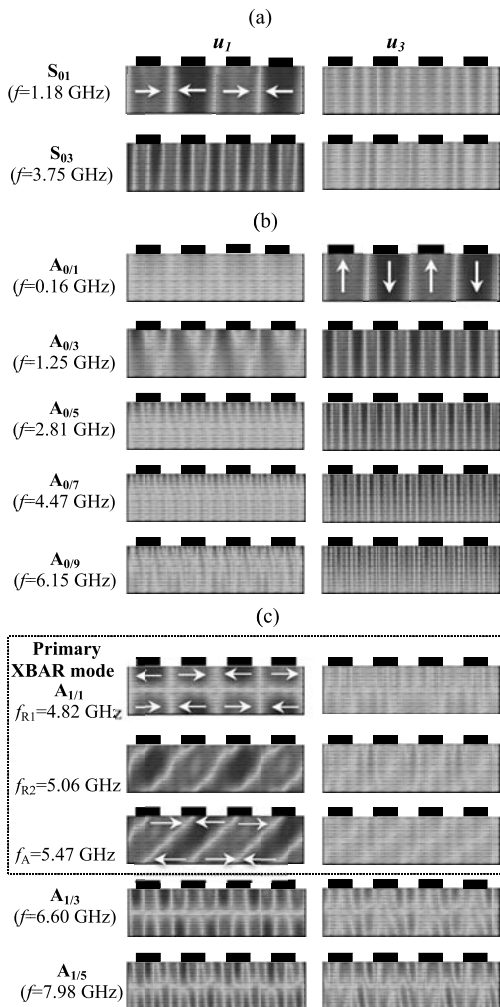 (a)
u1 u3
S01
(f=1.18 GHz)
S03
(f=3.75 GHz)
(b)
A0/1
(f=0.16 GHz)
A0/3
(f=1.25 GHz)
A0/5
(f=2.81 GHz)
A0/7
(f=4.47 GHz)
A0/9
(f=6.15 GHz)
(c)
Primary
XBAR mode
A1/1
fR1=4.82 GHz
fR2=5.06 GHz
fA=5.47 GHz
A1/3
(f=6.60 GHz)
A1/5
(f=7.98 GHz)